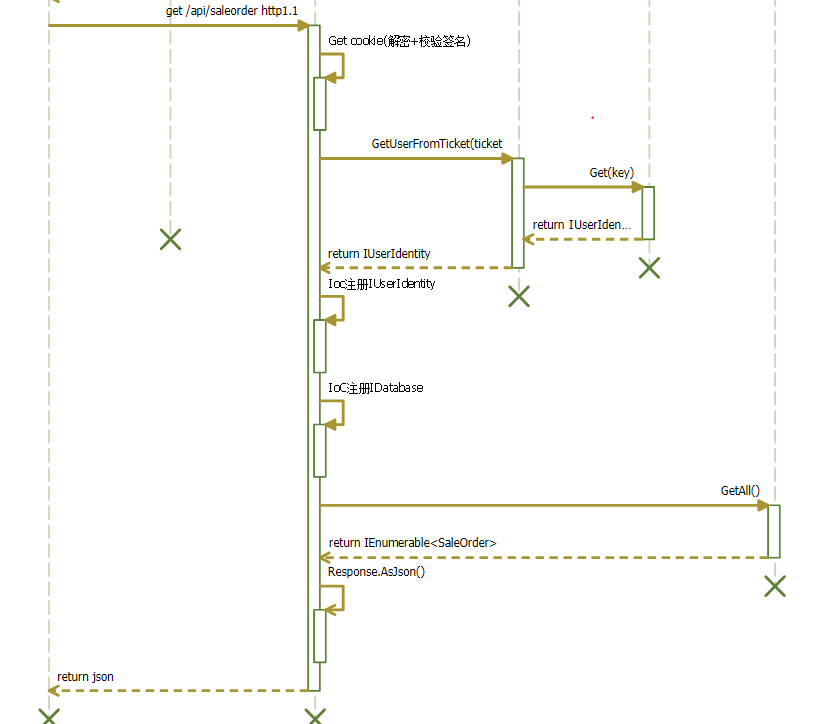 get /api/saleorder http1.1
Get cookie(解密+校验签名)
GetUserFromTicket(ticket
Get(key)
return IUserIden...
return IUserIdentity
Ioc注册IUserIdentity
IoC注册IDatabase
GetAll()
return IEnumerable<SaleOrder>
Response.AsJson()
return json